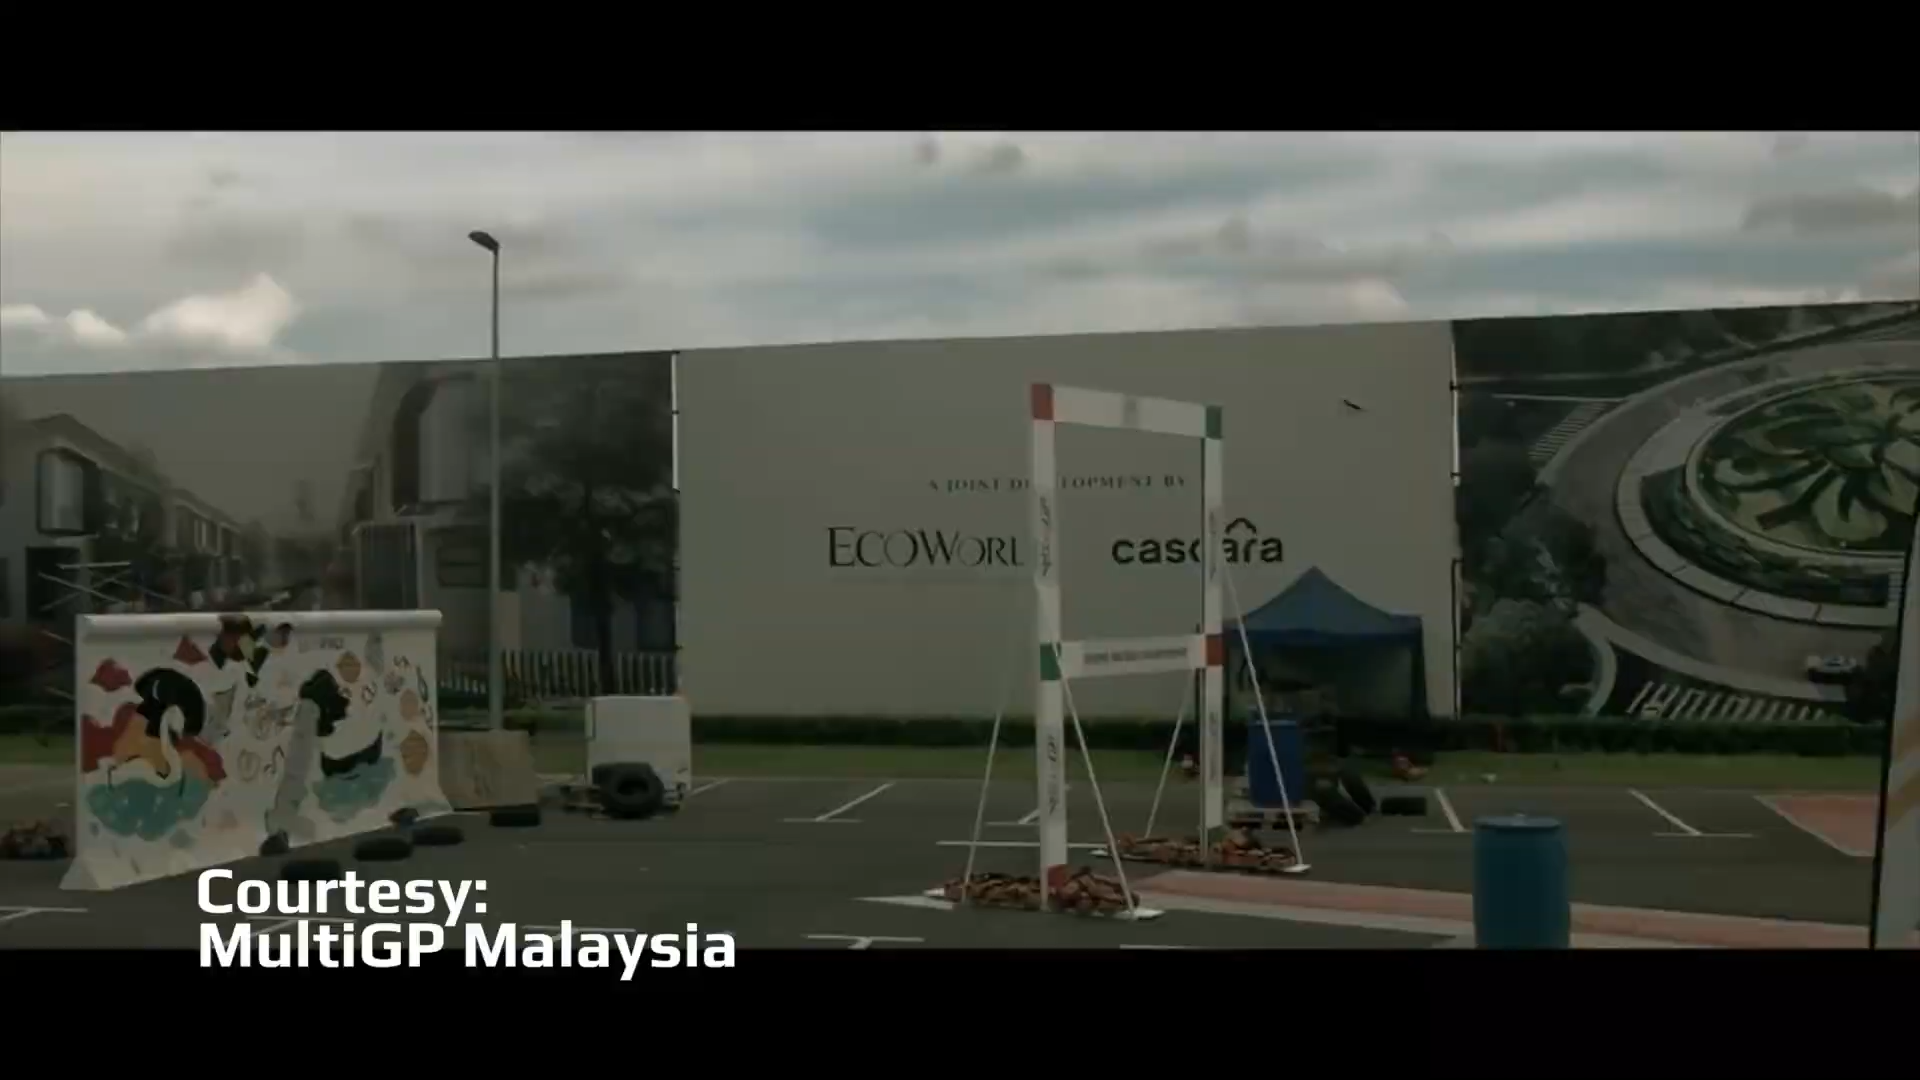 A JOINT DEVELOPMENT BY
ECOWORL
cascara
Courtesy:
MultiGP Malaysia